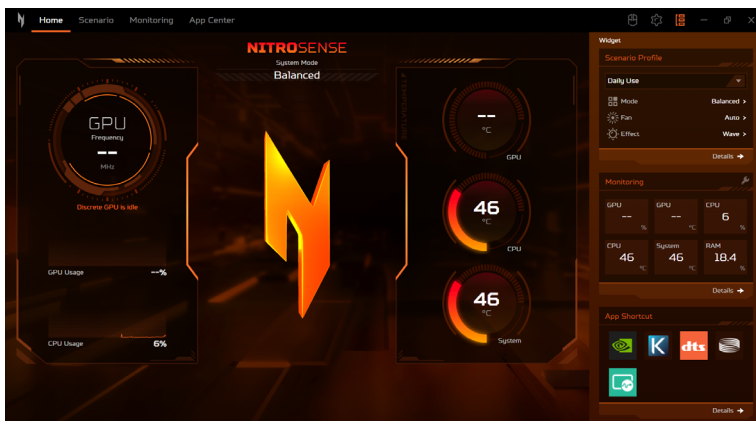 Home Scenario Monitoring App Center
NITROSENSE
System Mode
Balanced
GPU
Frequency
--
MHz
Discrete GPU is idle
GPU Usage --%
CPU Usage 6%
TEMPERATURE
--
°C
GPU
46
°C
CPU
46
°C
System
Widget
Scenario Profile
Daily Use
Mode Balanced >
Fan Auto >
Effect Wave >
Details →
Monitoring
GPU GPU CPU
-- -- 6
% °C %
CPU System RAM
46 46 18.4
°C °C %
Details →
App Shortcut
K dts
Details →